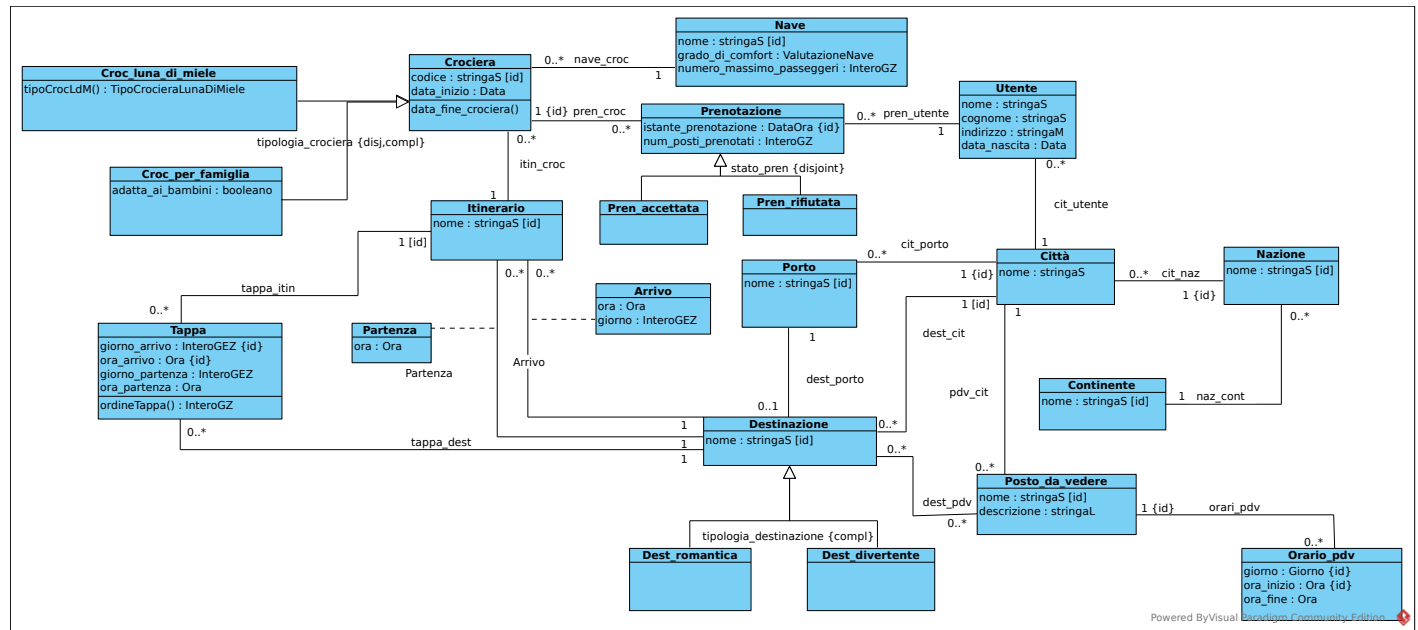 Nave
nome : stringaS [id]
grado_di_comfort : ValutazioneNave
numero_massimo_passeggeri : InteroGZ
0..* nave_croc
1
Crociera
codice : stringaS [id]
data_inizio : Data
data_fine_crociera()
Croc_luna_di_miele
tipoCrocLdM() : TipoCrocieraLunaDiMiele
tipologia_crociera {disj,compl}
Croc_per_famiglia
adatta_ai_bambini : booleano
1 {id} pren_croc
0..*
Prenotazione
istante_prenotazione : DataOra {id}
num_posti_prenotati : InteroGZ
0..* pren_utente
1
Utente
nome : stringaS
cognome : stringaS
indirizzo : stringaM
data_nascita : Data
0..*
cit_utente
1
0..*
itin_croc
1
stato_pren {disjoint}
Pren_accettata
Pren_rifiutata
Itinerario
nome : stringaS [id]
1 [id]
tappa_itin
0..*
0..*
0..*
Porto
nome : stringaS [id]
0..*
cit_porto
1 {id}
Città
nome : stringaS
0..* cit_naz
1 {id}
Nazione
nome : stringaS [id]
0..*
Arrivo
ora : Ora
giorno : InteroGEZ
Partenza
ora : Ora
Partenza
Arrivo
Tappa
giorno_arrivo : InteroGEZ {id}
ora_arrivo : Ora {id}
giorno_partenza : InteroGEZ
ora_partenza : Ora
ordineTappa() : InteroGZ
0..*
tappa_dest
1
1
1
1
dest_porto
0..1
1 [id]
dest_cit
0..*
1
pdv_cit
0..*
Continente
nome : stringaS [id]
1 naz_cont
Destinazione
nome : stringaS [id]
0..*
dest_pdv
0..*
Posto_da_vedere
nome : stringaS [id]
descrizione : stringaL
1 {id} orari_pdv
0..*
tipologia_destinazione {compl}
Dest_romantica
Dest_divertente
Orario_pdv
giorno : Giorno {id}
ora_inizio : Ora {id}
ora_fine : Ora
Powered ByVisual Paradigm Community Edition